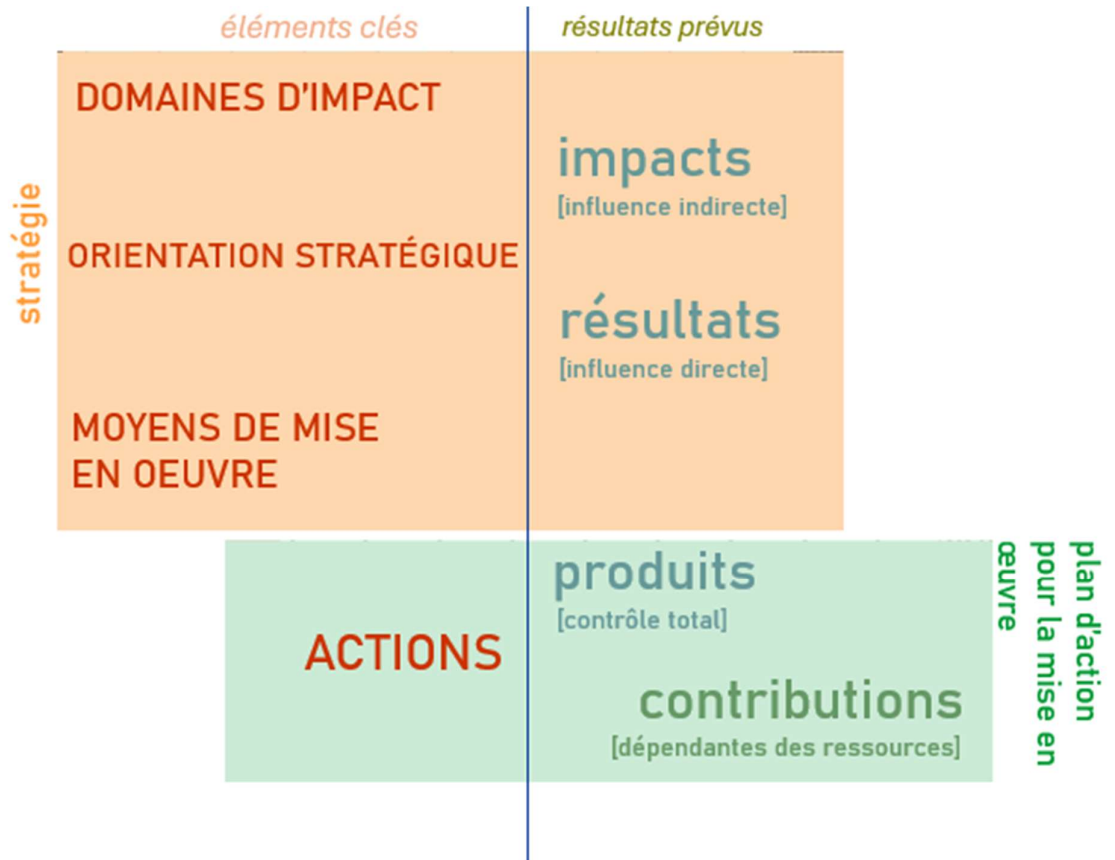 éléments clés
résultats prévus
stratégie
DOMAINES D'IMPACT
impacts
[influence indirecte]
ORIENTATION STRATÉGIQUE
résultats
[influence directe]
MOYENS DE MISE
EN OEUVRE
produits
[contrôle total]
ACTIONS
contributions
[dépendantes des ressources]
plan d'action
pour la mise en
œuvre